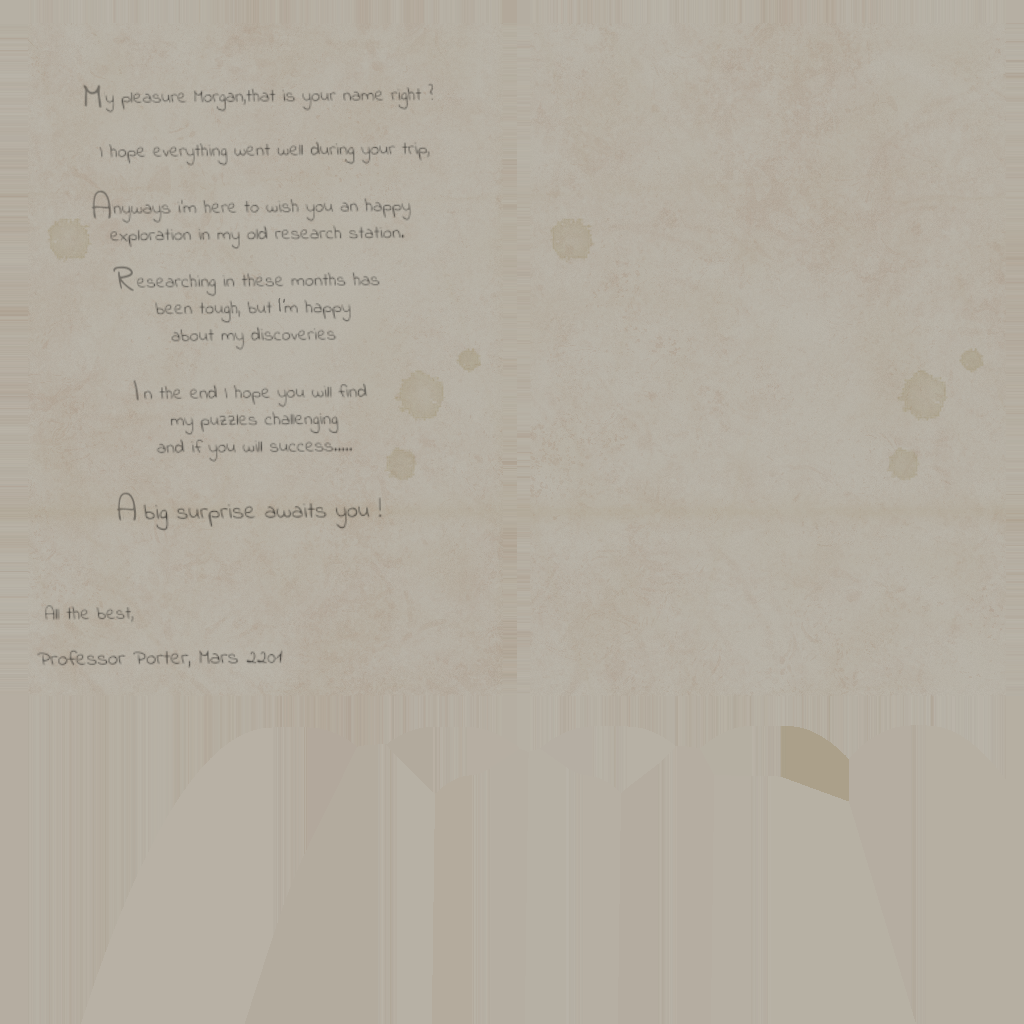 My pleasure Morgan,that is your name right ?
i hope everything went well during your trip,
Anyways i'm here to wish you an happy
exploration in my old research station.
Researching in these months has
been tough, but I'm happy
about my discoveries
In the end i hope you will find
my puzzles challenging
and if you will success.....
A big surprise awaits you !
All the best,
Professor Porter, Mars 2201